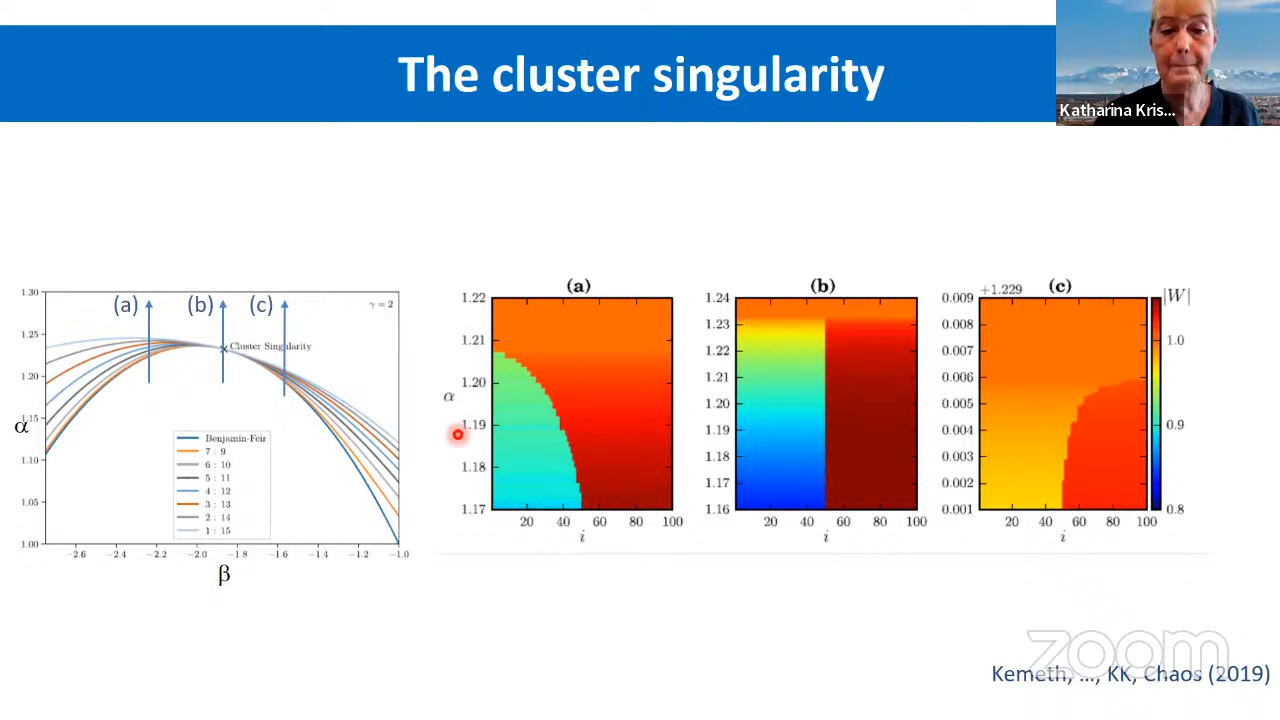 The cluster singularity
Katharina Kris...
(a) (b) (c)
γ = 2
Cluster Singularity
1.30
1.25
1.20
1.15
1.10
1.05
1.00
α
Benjamin-Feir
7 : 9
6 : 10
5 : 11
4 : 12
3 : 13
2 : 14
1 : 15
−2.6 −2.4 −2.2 −2.0 −1.8 −1.6 −1.4 −1.2 −1.0
β
(a)
1.22
1.21
1.20
α
1.19
1.18
1.17
20 40 60 80 100
i
(b)
1.24
1.23
1.22
1.21
1.20
1.19
1.18
1.17
1.16
20 40 60 80 100
i
(c)
+1.229
0.009
0.008
0.007
0.006
0.005
0.004
0.003
0.002
0.001
20 40 60 80 100
i
|W|
1.0
0.9
0.8
zoom
Kemeth, ..., KK, Chaos (2019)